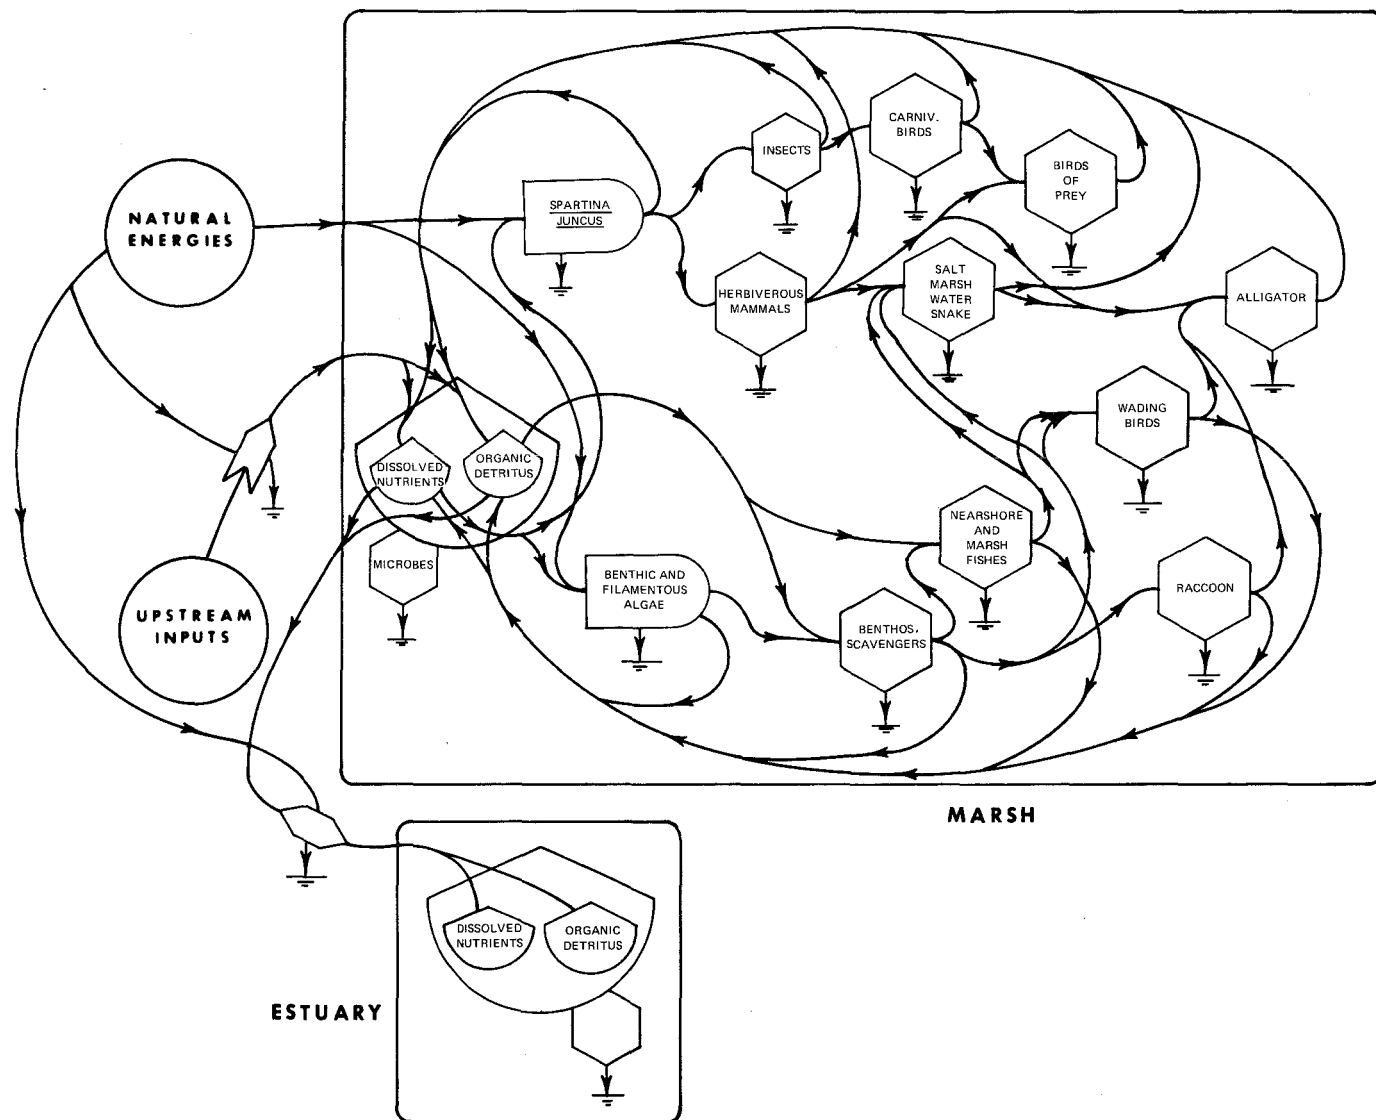 NATURAL
ENERGIES
UPSTREAM
INPUTS
SPARTINA
JUNCUS
INSECTS
CARNIV.
BIRDS
BIRDS
OF
PREY
HERBIVEROUS
MAMMALS
SALT
MARSH
WATER
SNAKE
ALLIGATOR
WADING
BIRDS
DISSOLVED
NUTRIENTS
ORGANIC
DETRITUS
MICROBES
BENTHIC AND
FILAMENTOUS
ALGAE
NEARSHORE
AND
MARSH
FISHES
BENTHOS,
SCAVENGERS
RACCOON
MARSH
DISSOLVED
NUTRIENTS
ORGANIC
DETRITUS
ESTUARY